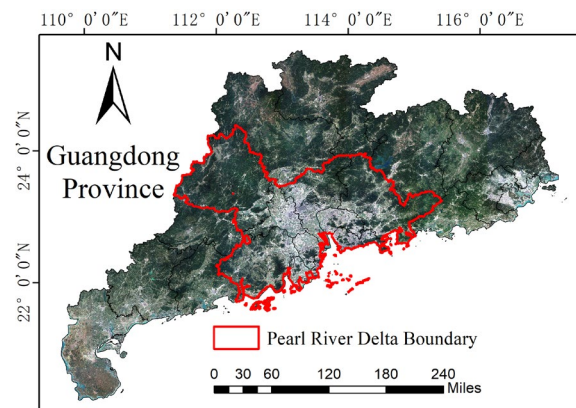 110° 0'0"E 112° 0'0"E 114° 0'0"E 116° 0'0"E
N
24° 0'0"N
Guangdong
Province
22° 0'0"N
Pearl River Delta Boundary
0 30 60 120 180 240
Miles